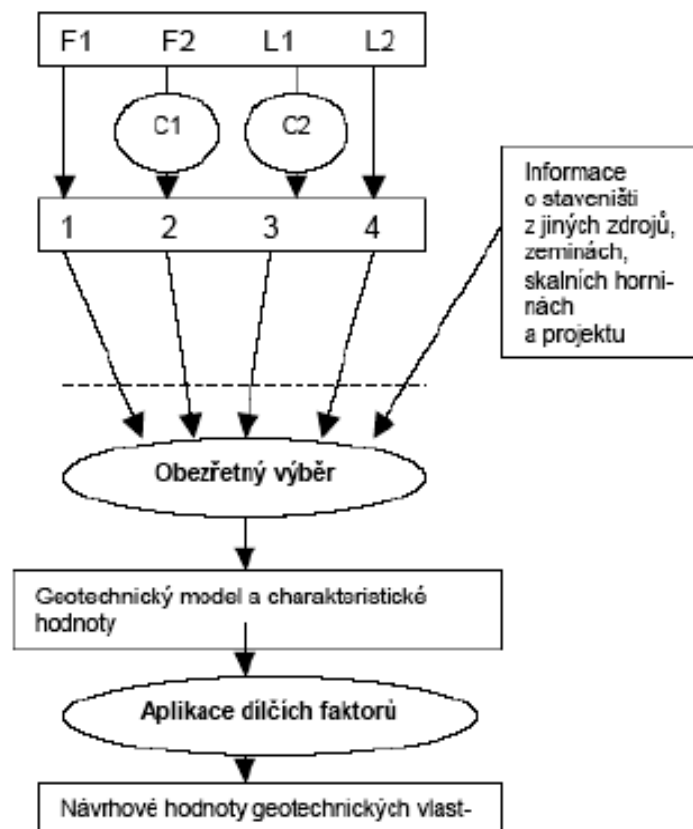 F1 F2 L1 L2
C1 C2
1 2 3 4
Informace
o staveništi
z jiných zdrojů,
zeminách,
skalních horni-
nách
a projektu
Obezřetný výběr
Geotechnický model a charakteristické
hodnoty
Aplikace dílčích faktorů
Návrhové hodnoty geotechnických vlast-